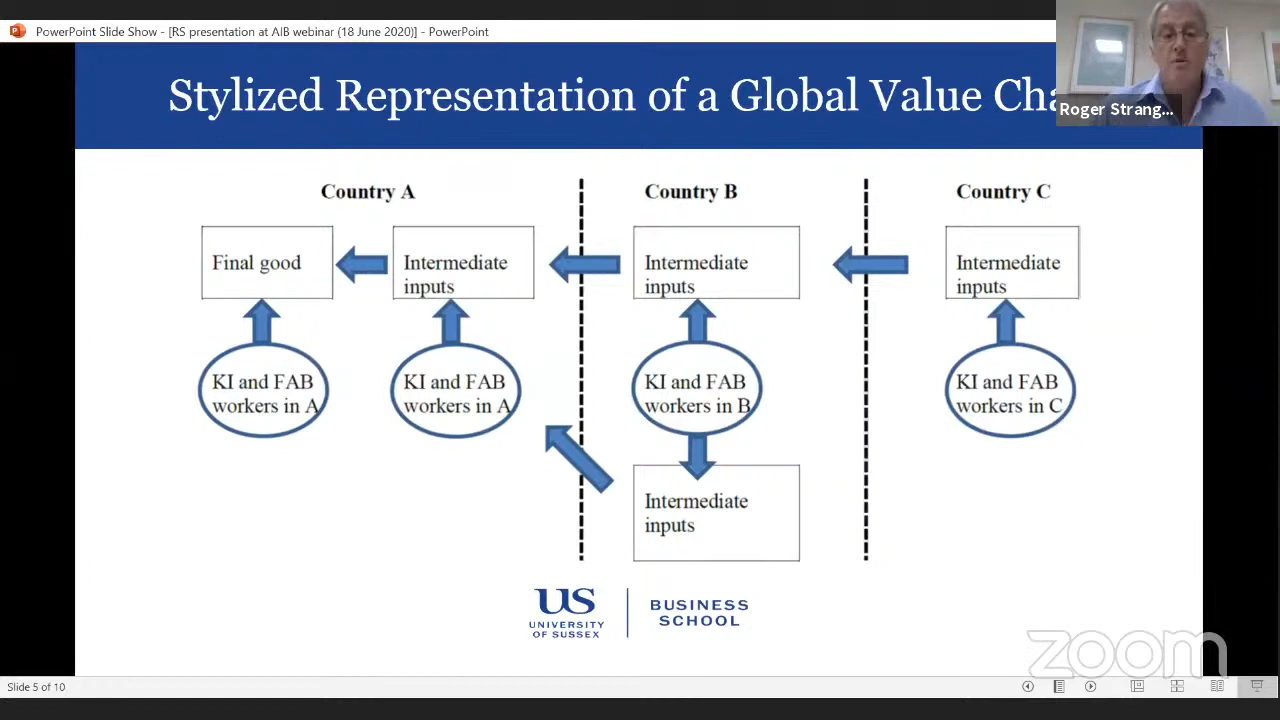 PowerPoint Slide Show - [RS presentation at AIB webinar (18 June 2020)] - PowerPoint
Stylized Representation of a Global Value Cha
Roger Strang...
Country A
Country B
Country C
Final good
Intermediate
inputs
Intermediate
inputs
Intermediate
inputs
KI and FAB
workers in A
KI and FAB
workers in A
KI and FAB
workers in B
KI and FAB
workers in C
Intermediate
inputs
US
UNIVERSITY
OF SUSSEX
BUSINESS
SCHOOL
zoom
Slide 5 of 10